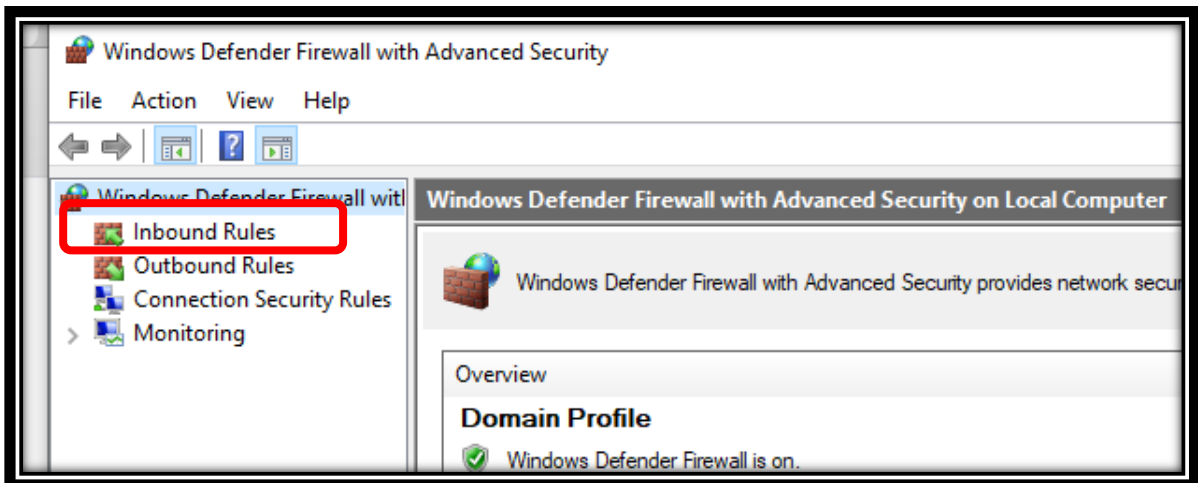 Windows Defender Firewall with Advanced Security
File Action View Help
Windows Defender Firewall with
Inbound Rules
Outbound Rules
Connection Security Rules
Monitoring
Windows Defender Firewall with Advanced Security on Local Computer
Windows Defender Firewall with Advanced Security provides network secur
Overview
Domain Profile
Windows Defender Firewall is on.